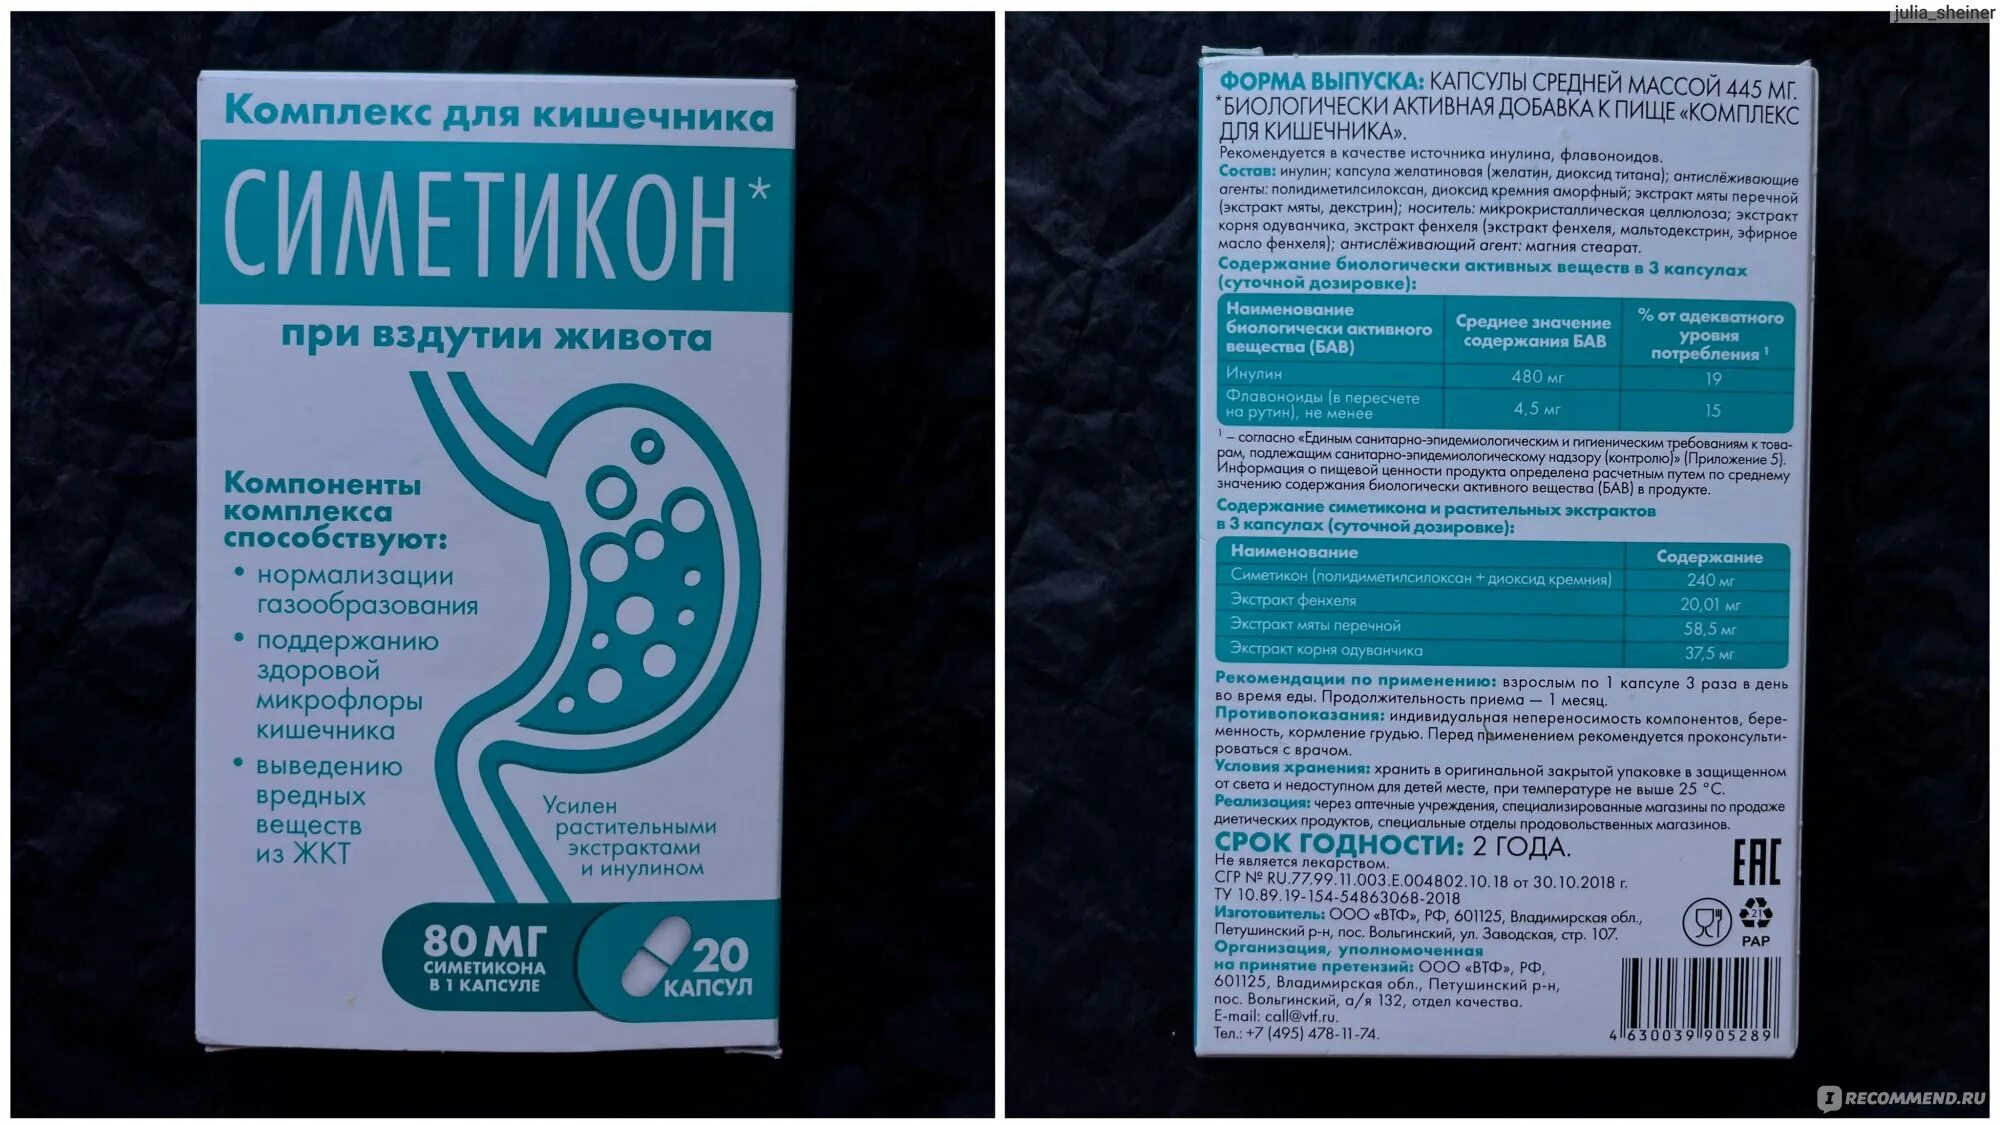 Комплекс для кишечника
СИМЕТИКОН*
при вздутии живота
Компоненты
комплекса
способствуют:
• нормализации
газообразования
• поддержанию
здоровой
микрофлоры
кишечника
• выведению
вредных
веществ
из ЖКТ
Усилен
растительными
экстрактами
и инулином
80 МГ
СИМЕТИКОНА
В 1 КАПСУЛЕ
20
КАПСУЛ
julia_sheiner
ФОРМА ВЫПУСКА: КАПСУЛЫ СРЕДНЕЙ МАССОЙ 445 МГ.
*БИОЛОГИЧЕСКИ АКТИВНАЯ ДОБАВКА К ПИЩЕ «КОМПЛЕКС
ДЛЯ КИШЕЧНИКА».
Рекомендуется в качестве источника инулина, флавоноидов.
Состав: инулин; капсула желатиновая (желатин, диоксид титана); антислёживающие
агенты: полидиметилсилоксан, диоксид кремния аморфный; экстракт мяты перечной
(экстракт мяты, декстрин); носитель: микрокристаллическая целлюлоза; экстракт
корня одуванчика, экстракт фенхеля (экстракт фенхеля, мальтодекстрин, эфирное
масло фенхеля); антислёживающий агент: магния стеарат.
Содержание биологически активных веществ в 3 капсулах
(суточной дозировке):
Наименование
биологически активного
вещества (БАВ)
Среднее значение
содержания БАВ
% от адекватного
уровня
потребления ¹
Инулин 480 мг 19
Флавоноиды (в пересчете
на рутин), не менее 4,5 мг 15
¹ – согласно «Единым санитарно-эпидемиологическим и гигиеническим требованиям к това-
рам, подлежащим санитарно-эпидемиологическому надзору (контролю)» (Приложение 5).
Информация о пищевой ценности продукта определена расчетным путем по среднему
значению содержания биологически активного вещества (БАВ) в продукте.
Содержание симетикона и растительных экстрактов
в 3 капсулах (суточной дозировке):
Наименование Содержание
Симетикон (полидиметилсилоксан + диоксид кремния) 240 мг
Экстракт фенхеля 20,01 мг
Экстракт мяты перечной 58,5 мг
Экстракт корня одуванчика 37,5 мг
Рекомендации по применению: взрослым по 1 капсуле 3 раза в день
во время еды. Продолжительность приема — 1 месяц.
Противопоказания: индивидуальная непереносимость компонентов, бере-
менность, кормление грудью. Перед применением рекомендуется проконсульти-
роваться с врачом.
Условия хранения: хранить в оригинальной закрытой упаковке в защищенном
от света и недоступном для детей месте, при температуре не выше 25 °С.
Реализация: через аптечные учреждения, специализированные магазины по продаже
диетических продуктов, специальные отделы продовольственных магазинов.
СРОК ГОДНОСТИ: 2 ГОДА.
Не является лекарством.
СГР № RU.77.99.11.003.Е.004802.10.18 от 30.10.2018 г.
ТУ 10.89.19-154-54863068-2018
Изготовитель: ООО «ВТФ», РФ, 601125, Владимирская обл.,
Петушинский р-н, пос. Вольгинский, ул. Заводская, стр. 107.
Организация, уполномоченная
на принятие претензий: ООО «ВТФ», РФ,
601125, Владимирская обл., Петушинский р-н,
пос. Вольгинский, а/я 132, отдел качества.
E-mail: call@vtf.ru.
Тел.: +7 (495) 478-11-74.
EAC
21
PAP
4 630039 905289
IRECOMMEND.RU